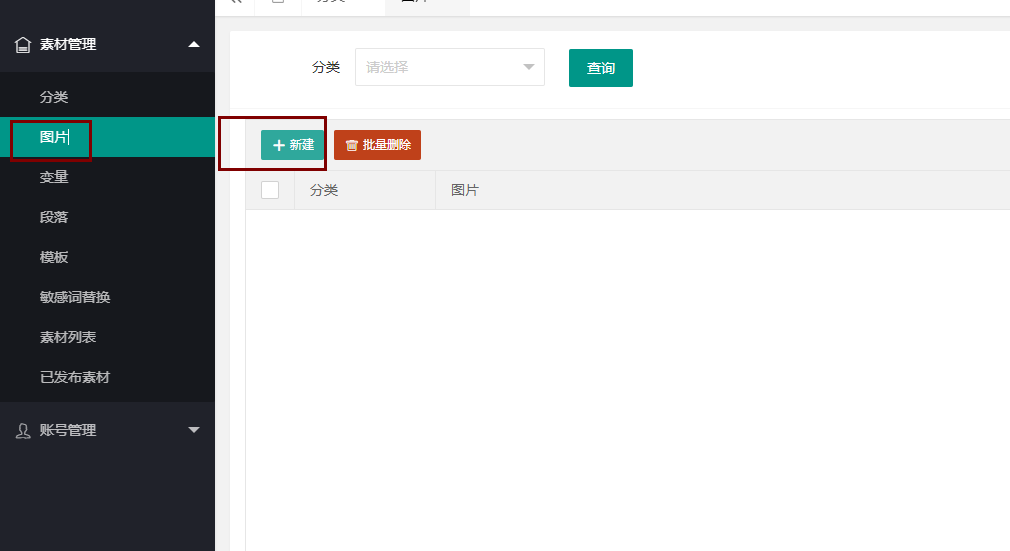 素材管理
分类
图片
变量
段落
模板
敏感词替换
素材列表
已发布素材
账号管理
分类 请选择 查询
新建 批量删除
分类 图片